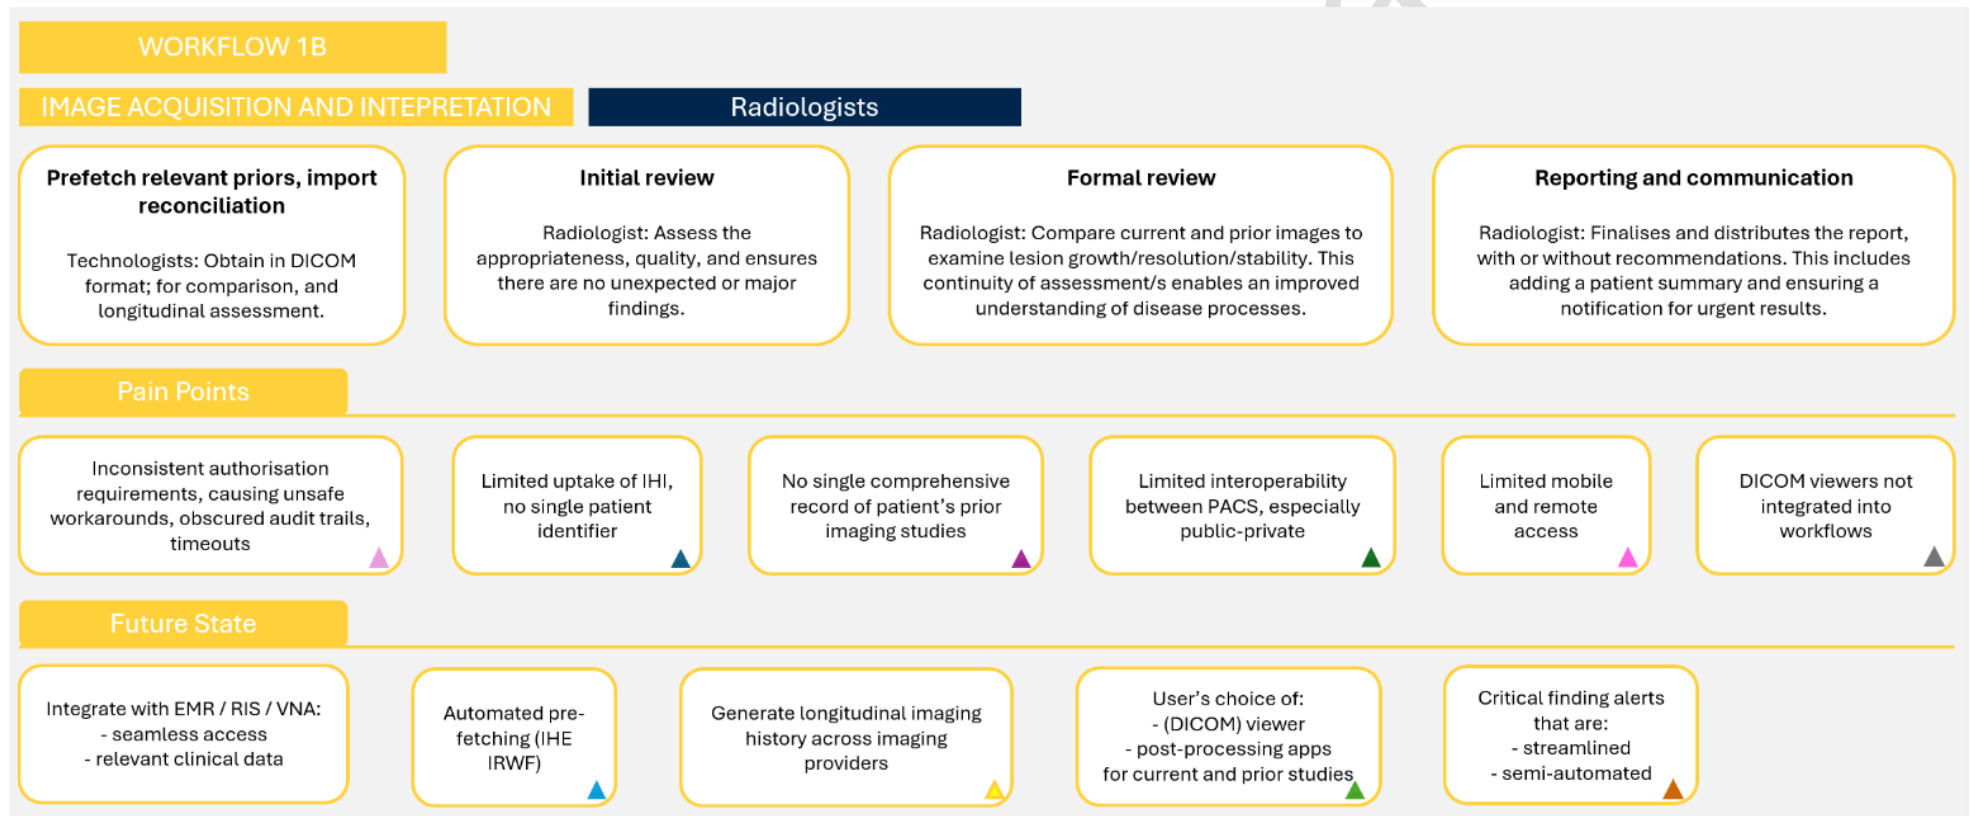 WORKFLOW 1B
IMAGE ACQUISITION AND INTEPRETATION
Radiologists
Prefetch relevant priors, import
reconciliation
Technologists: Obtain in DICOM
format; for comparison, and
longitudinal assessment.
Initial review
Radiologist: Assess the
appropriateness, quality, and ensures
there are no unexpected or major
findings.
Formal review
Radiologist: Compare current and prior images to
examine lesion growth/resolution/stability. This
continuity of assessment/s enables an improved
understanding of disease processes.
Reporting and communication
Radiologist: Finalises and distributes the report,
with or without recommendations. This includes
adding a patient summary and ensuring a
notification for urgent results.
Pain Points
Inconsistent authorisation
requirements, causing unsafe
workarounds, obscured audit trails,
timeouts
Limited uptake of IHI,
no single patient
identifier
No single comprehensive
record of patient’s prior
imaging studies
Limited interoperability
between PACS, especially
public-private
Limited mobile
and remote
access
DICOM viewers not
integrated into
workflows
Future State
Integrate with EMR / RIS / VNA:
- seamless access
- relevant clinical data
Automated pre-
fetching (IHE
IRWF)
Generate longitudinal imaging
history across imaging
providers
User’s choice of:
- (DICOM) viewer
- post-processing apps
for current and prior studies
Critical finding alerts
that are:
- streamlined
- semi-automated